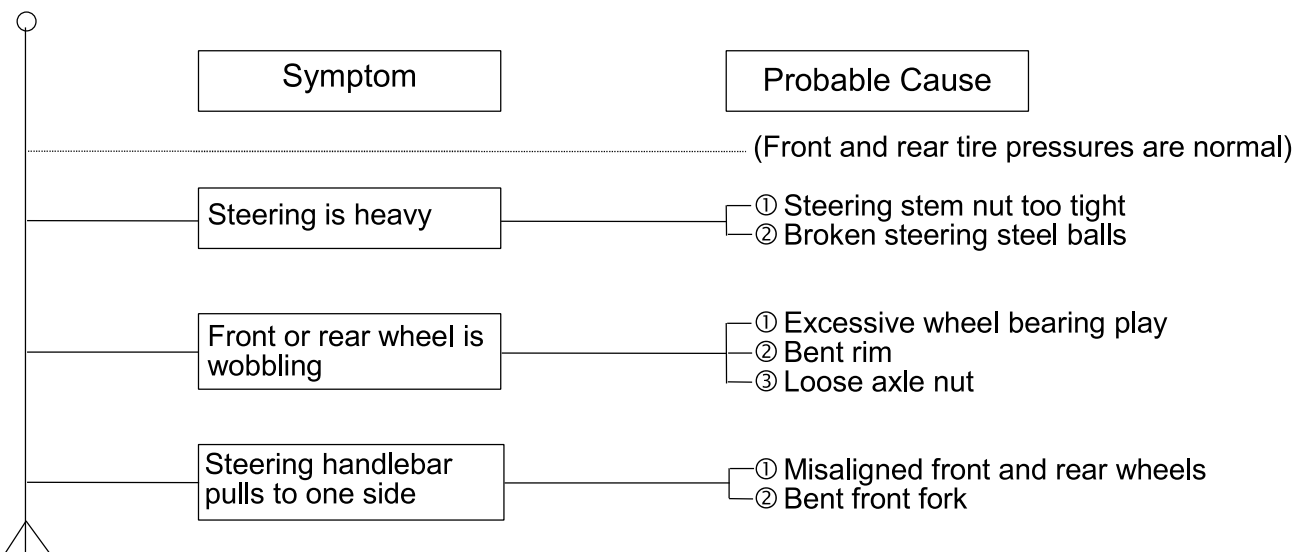 Symptom
Probable Cause
(Front and rear tire pressures are normal)
Steering is heavy
① Steering stem nut too tight
② Broken steering steel balls
Front or rear wheel is
wobbling
① Excessive wheel bearing play
② Bent rim
③ Loose axle nut
Steering handlebar
pulls to one side
① Misaligned front and rear wheels
② Bent front fork